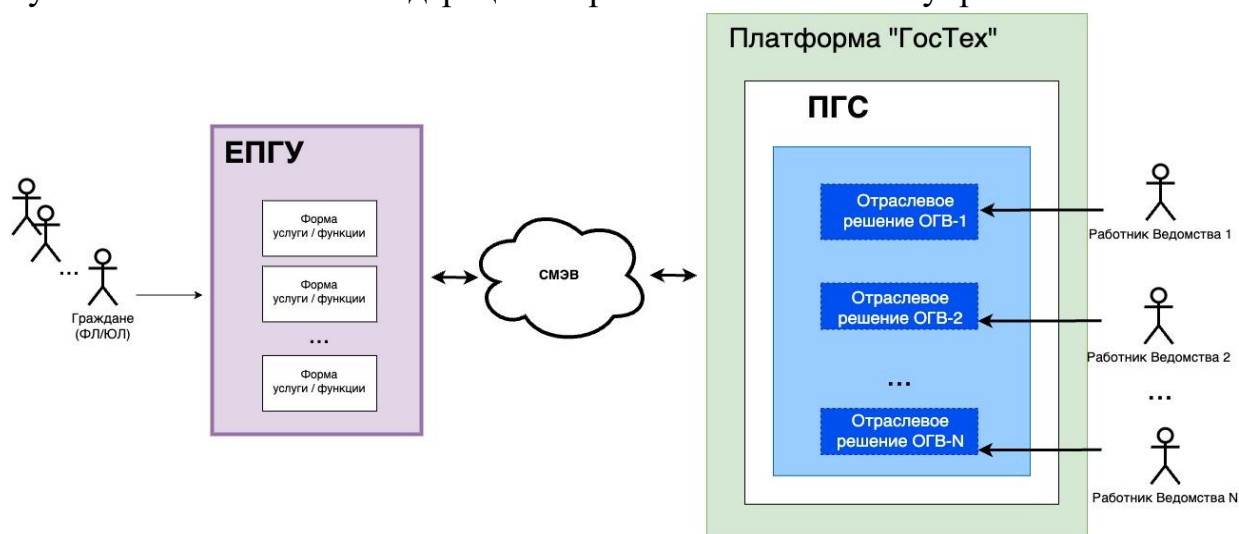 Платформа "ГосТех"
ПГС
ЕПГУ
Форма
услуги / функции
Форма
услуги / функции
...
Форма
услуги / функции
...
Граждане
(ФЛ/ЮЛ)
СМЭВ
Отраслевое
решение ОГВ-1
Отраслевое
решение ОГВ-2
...
Отраслевое
решение ОГВ-N
Работник Ведомства 1
Работник Ведомства 2
...
Работник Ведомства N